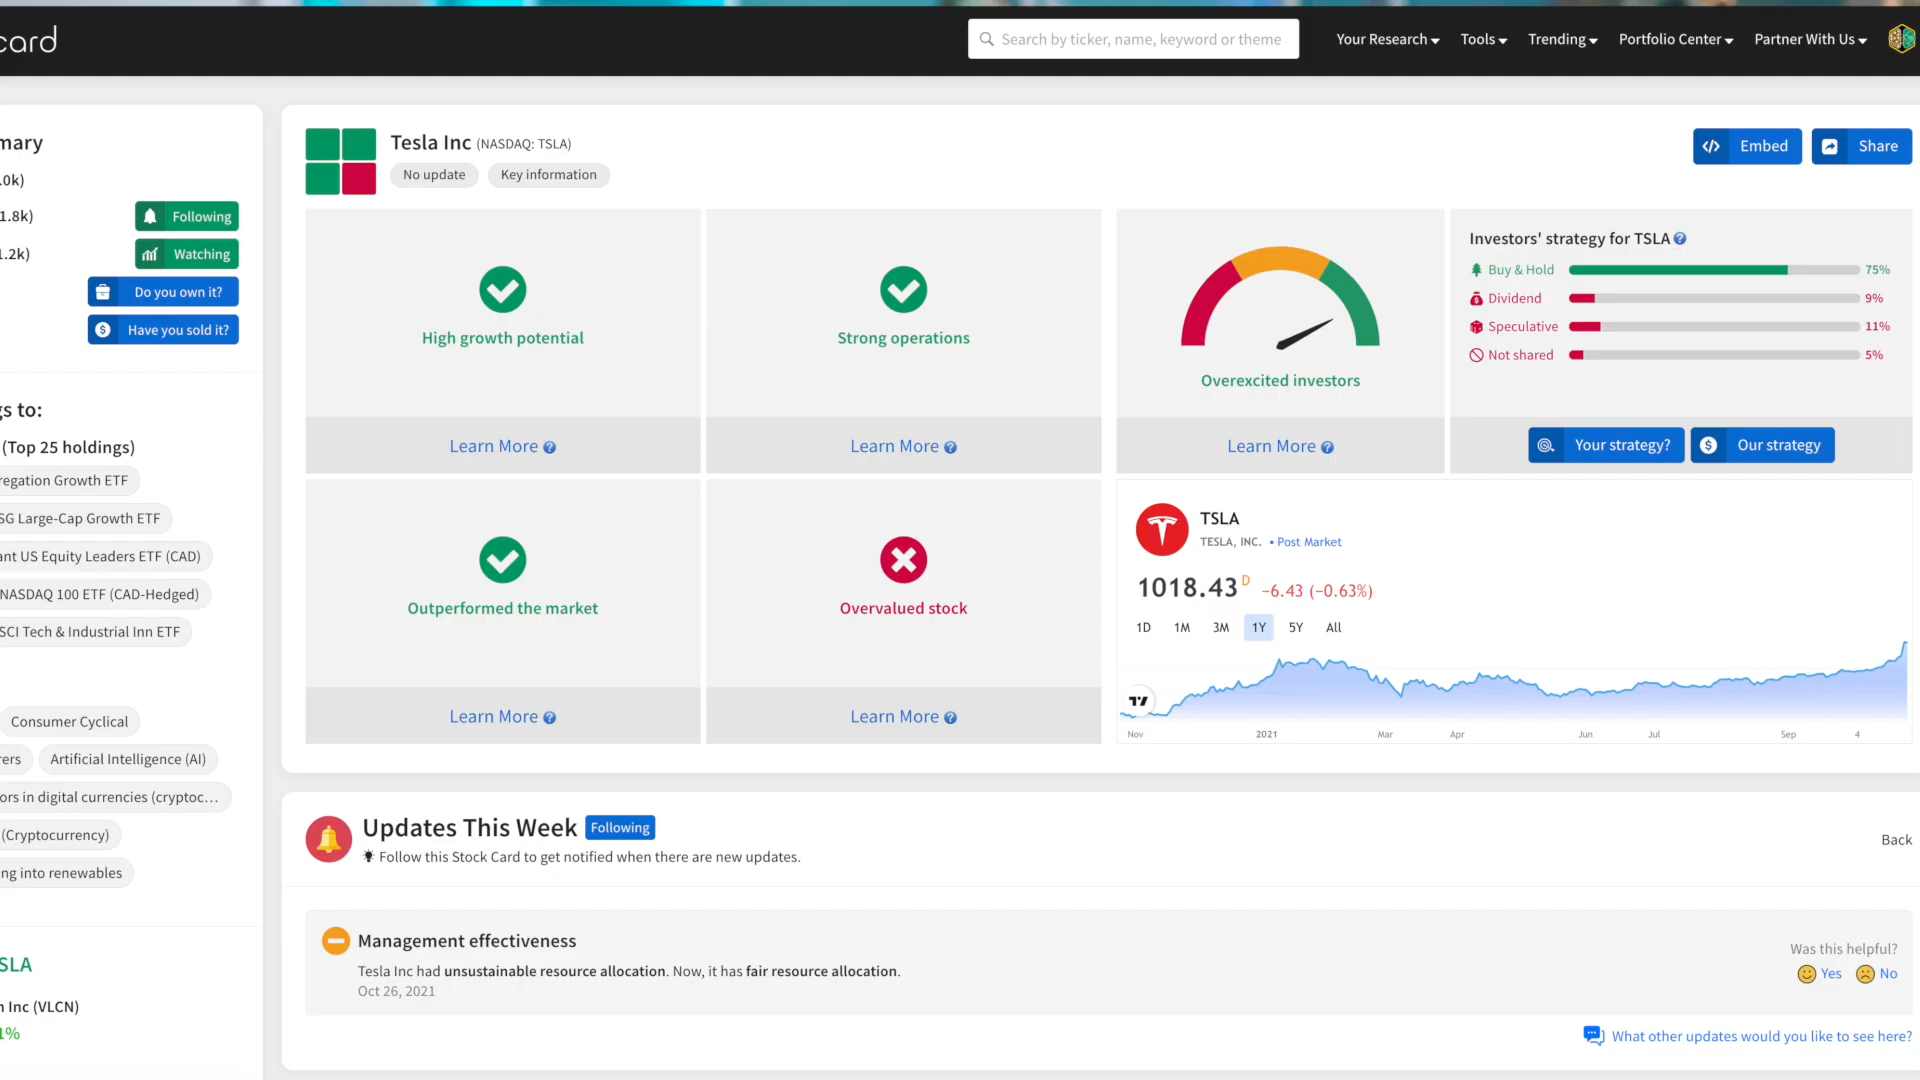 card
Search by ticker, name, keyword or theme
Your Research
Tools
Trending
Portfolio Center
Partner With Us
mary
.0k)
1.8k)
Following
1.2k)
Watching
Do you own it?
Have you sold it?
gs to:
(Top 25 holdings)
regation Growth ETF
SG Large-Cap Growth ETF
ant US Equity Leaders ETF (CAD)
NASDAQ 100 ETF (CAD-Hedged)
SCI Tech & Industrial Inn ETF
Consumer Cyclical
rers
Artificial Intelligence (AI)
ors in digital currencies (cryptoc...
(Cryptocurrency)
ng into renewables
SLA
n Inc (VLCN)
1%
Tesla Inc (NASDAQ: TSLA)
No update
Key information
Embed
Share
High growth potential
Learn More
Strong operations
Learn More
Overexcited investors
Learn More
Investors' strategy for TSLA
Buy & Hold 75%
Dividend 9%
Speculative 11%
Not shared 5%
Your strategy?
Our strategy
Outperformed the market
Learn More
Overvalued stock
Learn More
TSLA
TESLA, INC. • Post Market
1018.43 D −6.43 (−0.63%)
1D 1M 3M 1Y 5Y All
Nov 2021 Mar Apr Jun Jul Sep 4
Updates This Week Following
Follow this Stock Card to get notified when there are new updates.
Back
Management effectiveness
Tesla Inc had unsustainable resource allocation. Now, it has fair resource allocation.
Oct 26, 2021
Was this helpful?
Yes No
What other updates would you like to see here?